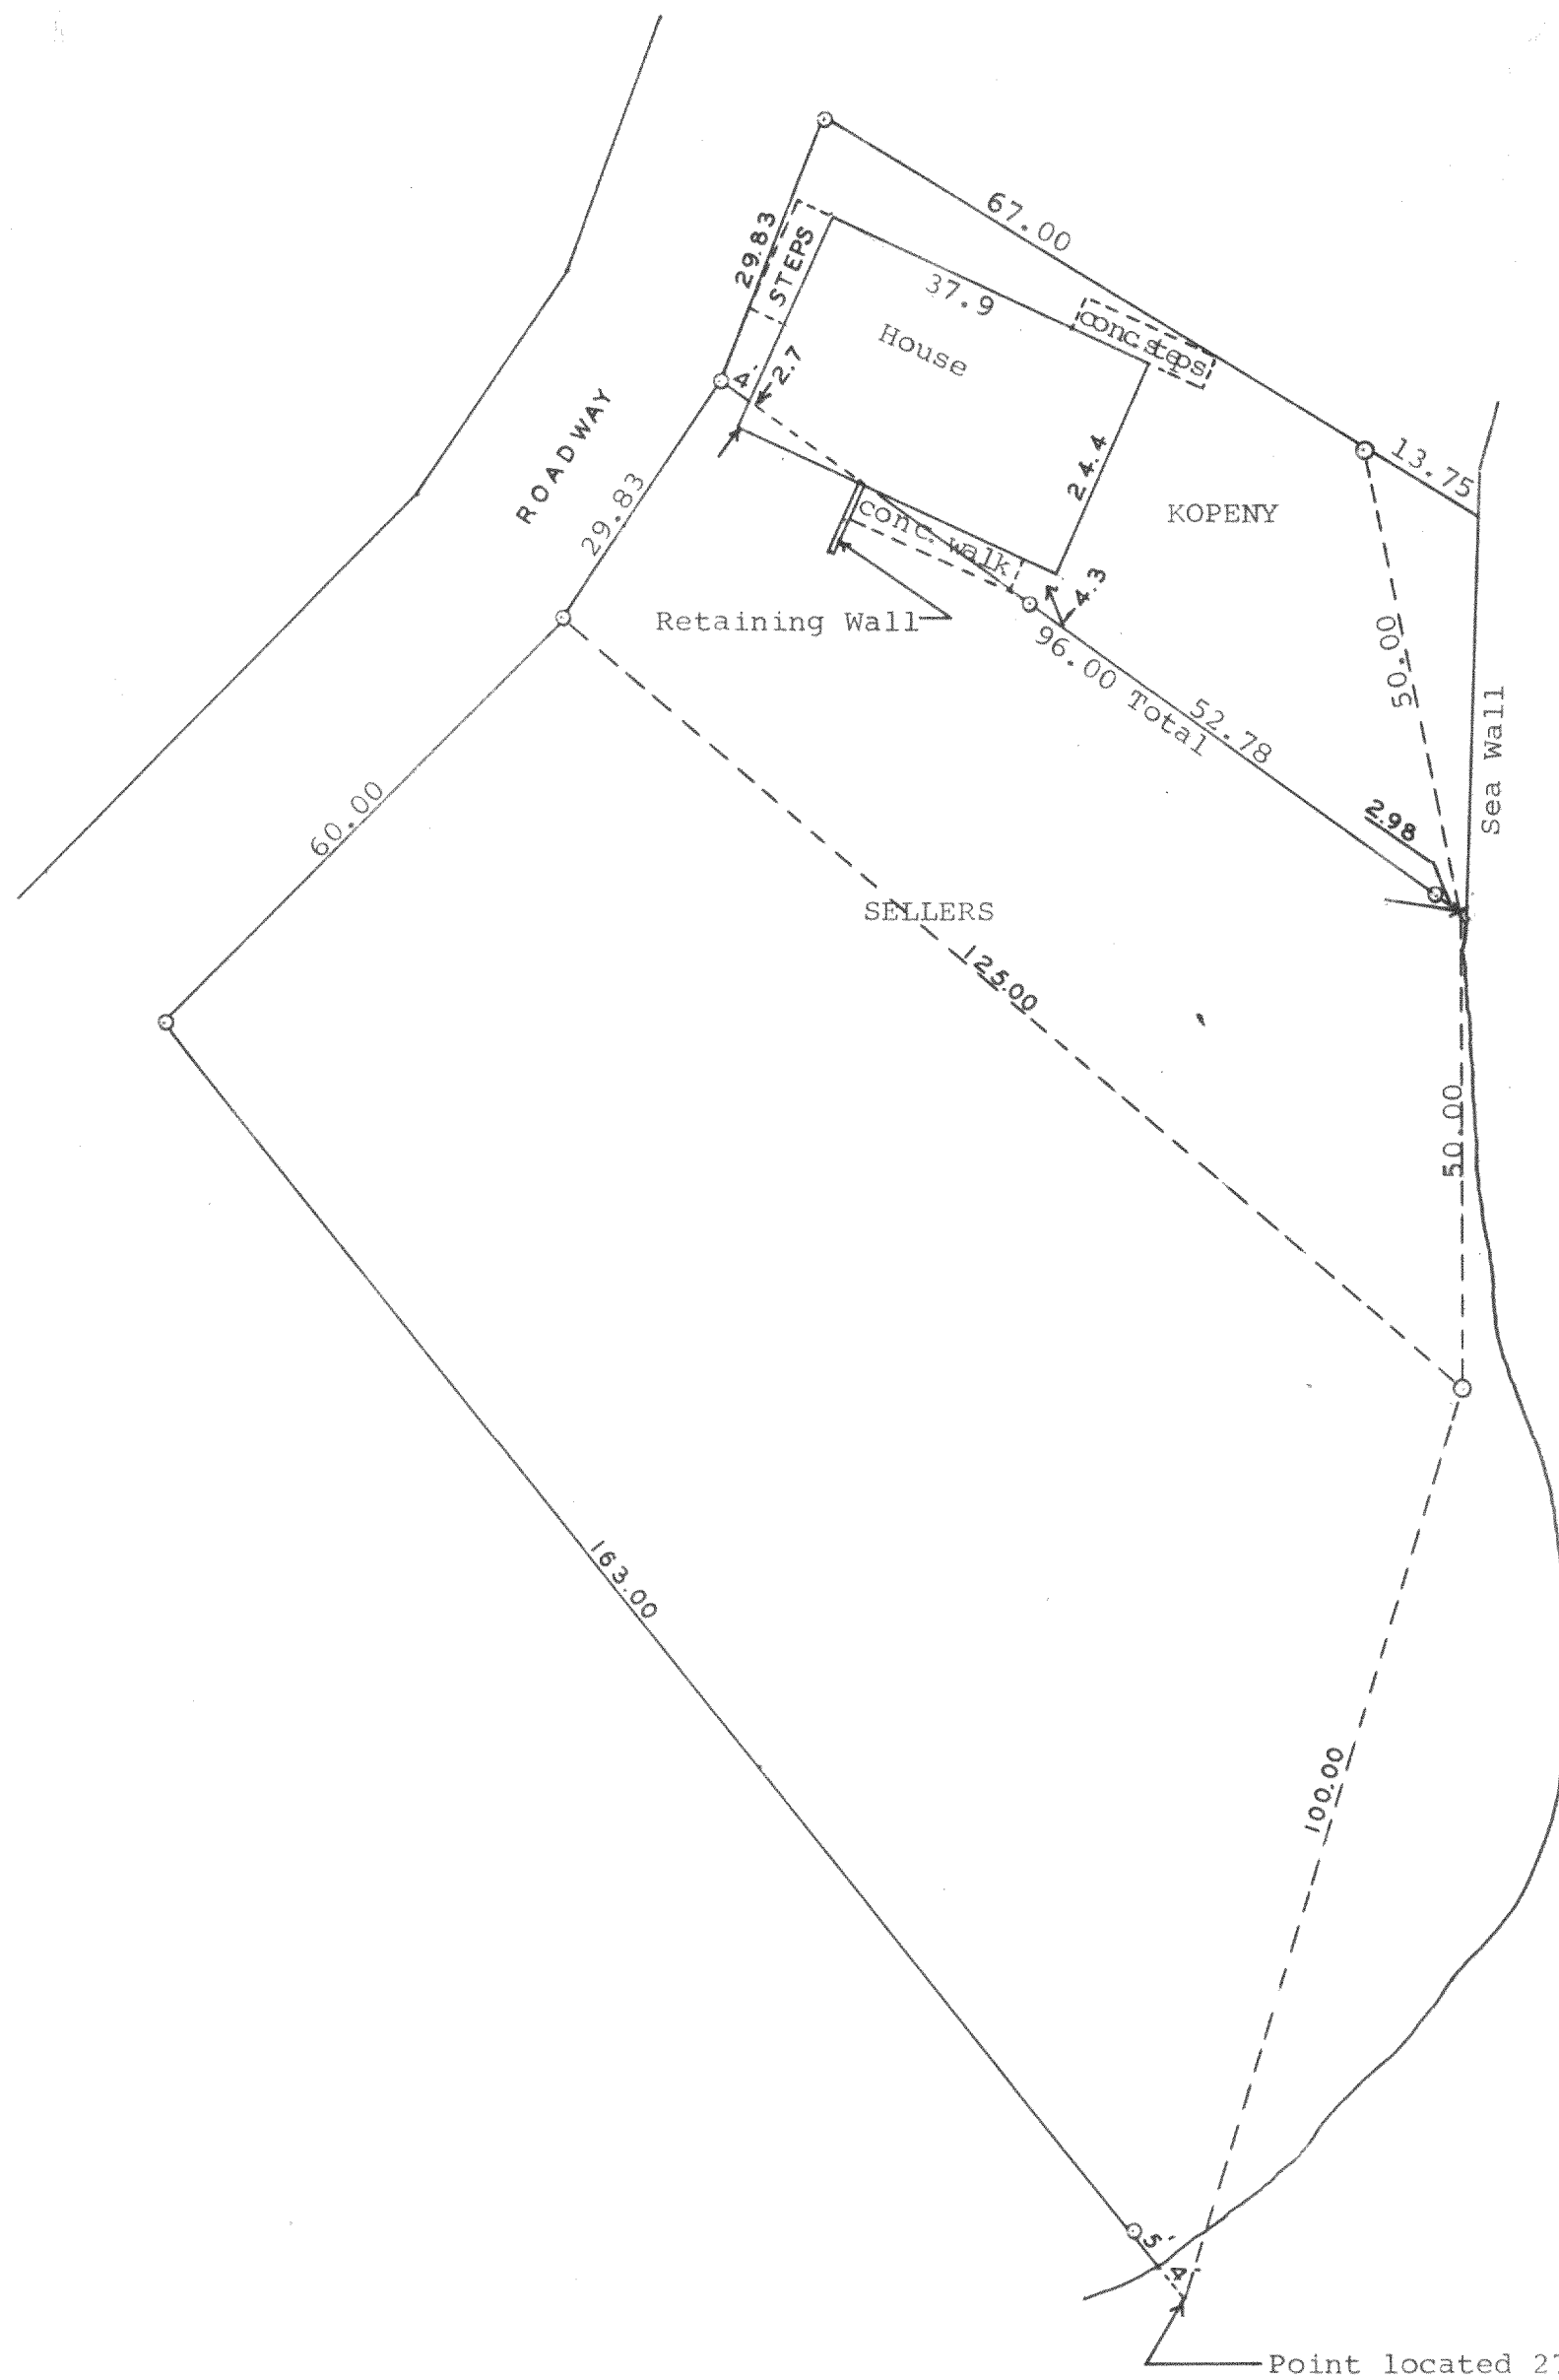 67.00
29.83
STEPS
37.9
House
conc. steps
4'
2.7
ROADWAY
29.83
24.4
13.75
KOPENY
conc. walk
4.3
Retaining Wall
96.00 Total
52.78
50.00
Sea Wall
2.98
60.00
SELLERS
125.00
50.00
163.00
100.00
5'
4'
Point located